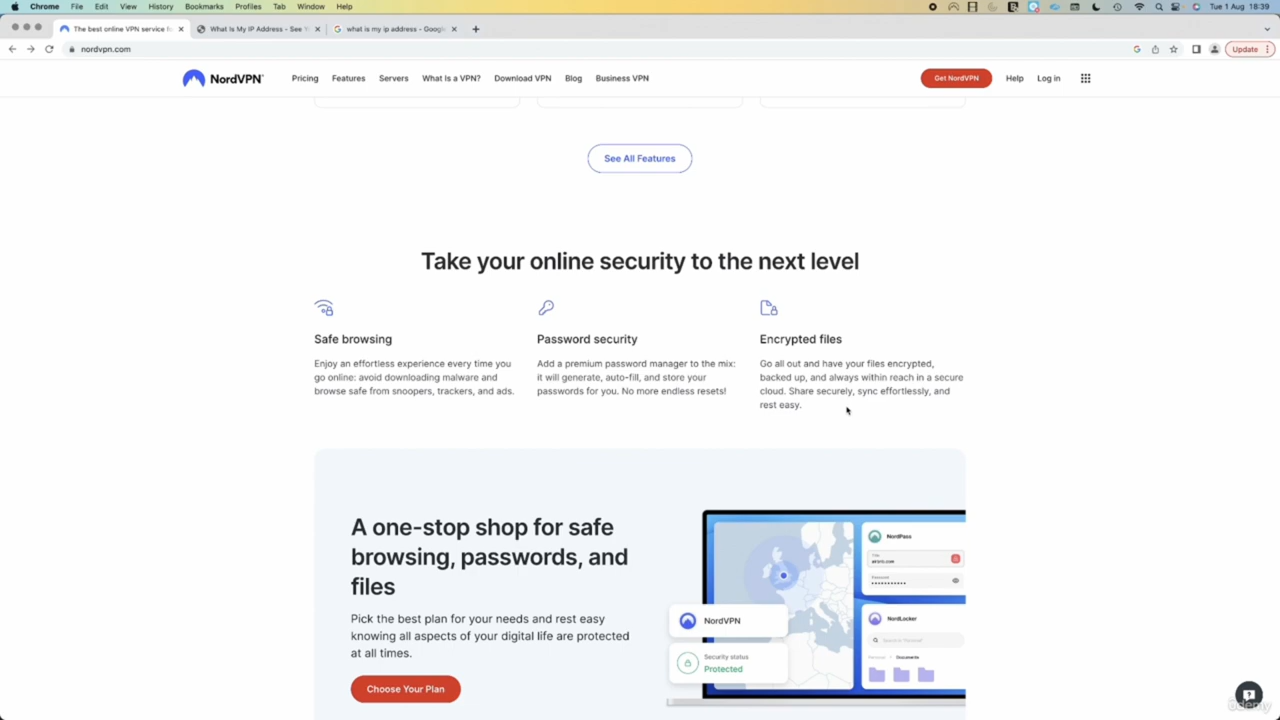 Chrome File Edit View History Bookmarks Profiles Tab Window Help Tue 1 Aug 18:39
The best online VPN service f What Is My IP Address - See Y what is my ip address - Googl
nordvpn.com Update
NordVPN Pricing Features Servers What Is a VPN? Download VPN Blog Business VPN Get NordVPN Help Log in
See All Features
Take your online security to the next level
Safe browsing Password security Encrypted files
Enjoy an effortless experience every time you Add a premium password manager to the mix: Go all out and have your files encrypted,
go online: avoid downloading malware and it will generate, auto-fill, and store your backed up, and always within reach in a secure
browse safe from snoopers, trackers, and ads. passwords for you. No more endless resets! cloud. Share securely, sync effortlessly, and
rest easy.
A one-stop shop for safe
browsing, passwords, and
files
Pick the best plan for your needs and rest easy
knowing all aspects of your digital life are protected
at all times.
Choose Your Plan
NordPass
Title
Password
NordVPN
NordLocker
Security status
Protected
Documents
udemy